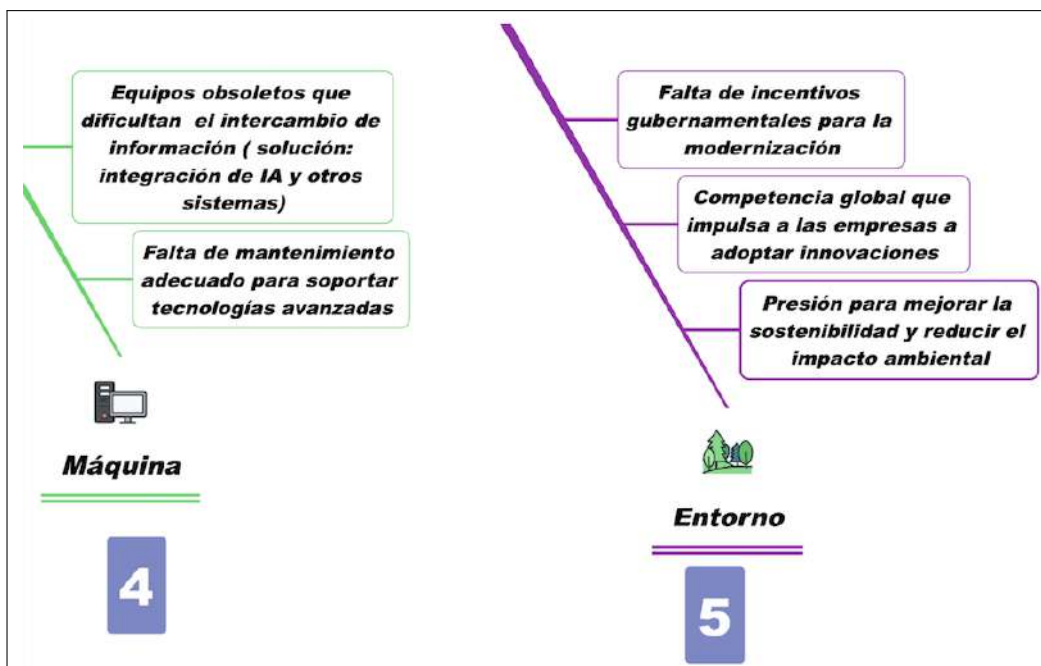 Equipos obsoletos que
dificultan el intercambio de
información ( solución:
integración de IA y otros
sistemas)
Falta de mantenimiento
adecuado para soportar
tecnologías avanzadas
Máquina
4
Falta de incentivos
gubernamentales para la
modernización
Competencia global que
impulsa a las empresas a
adoptar innovaciones
Presión para mejorar la
sostenibilidad y reducir el
impacto ambiental
Entorno
5